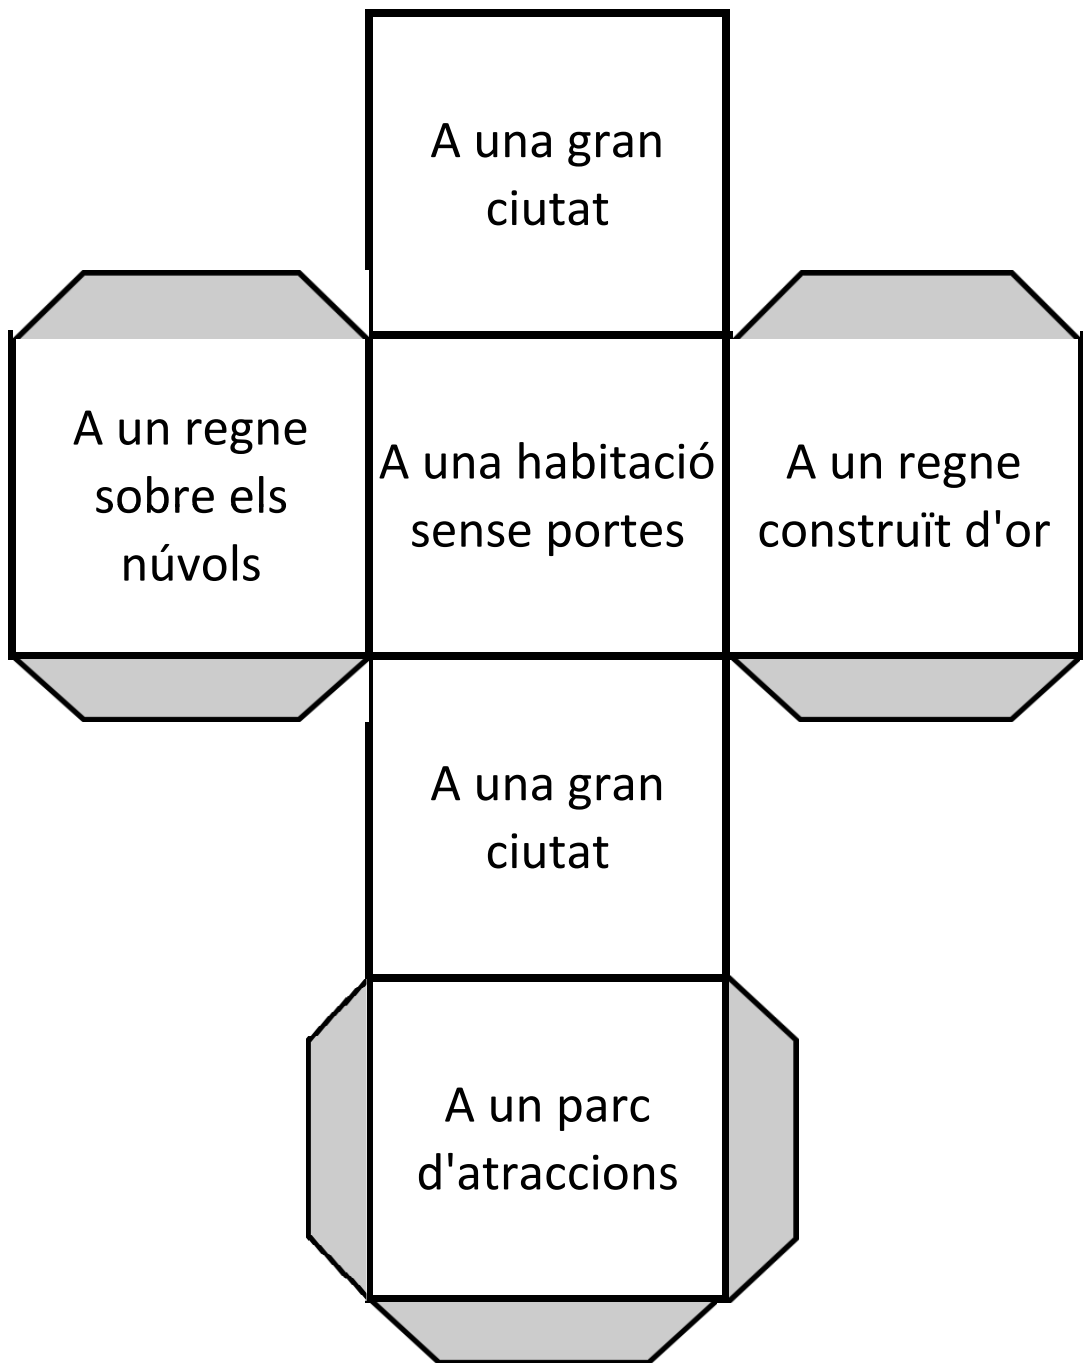 A una gran
ciutat
A un regne
sobre els
núvols
A una habitació
sense portes
A un regne
construït d'or
A una gran
ciutat
A un parc
d'atraccions